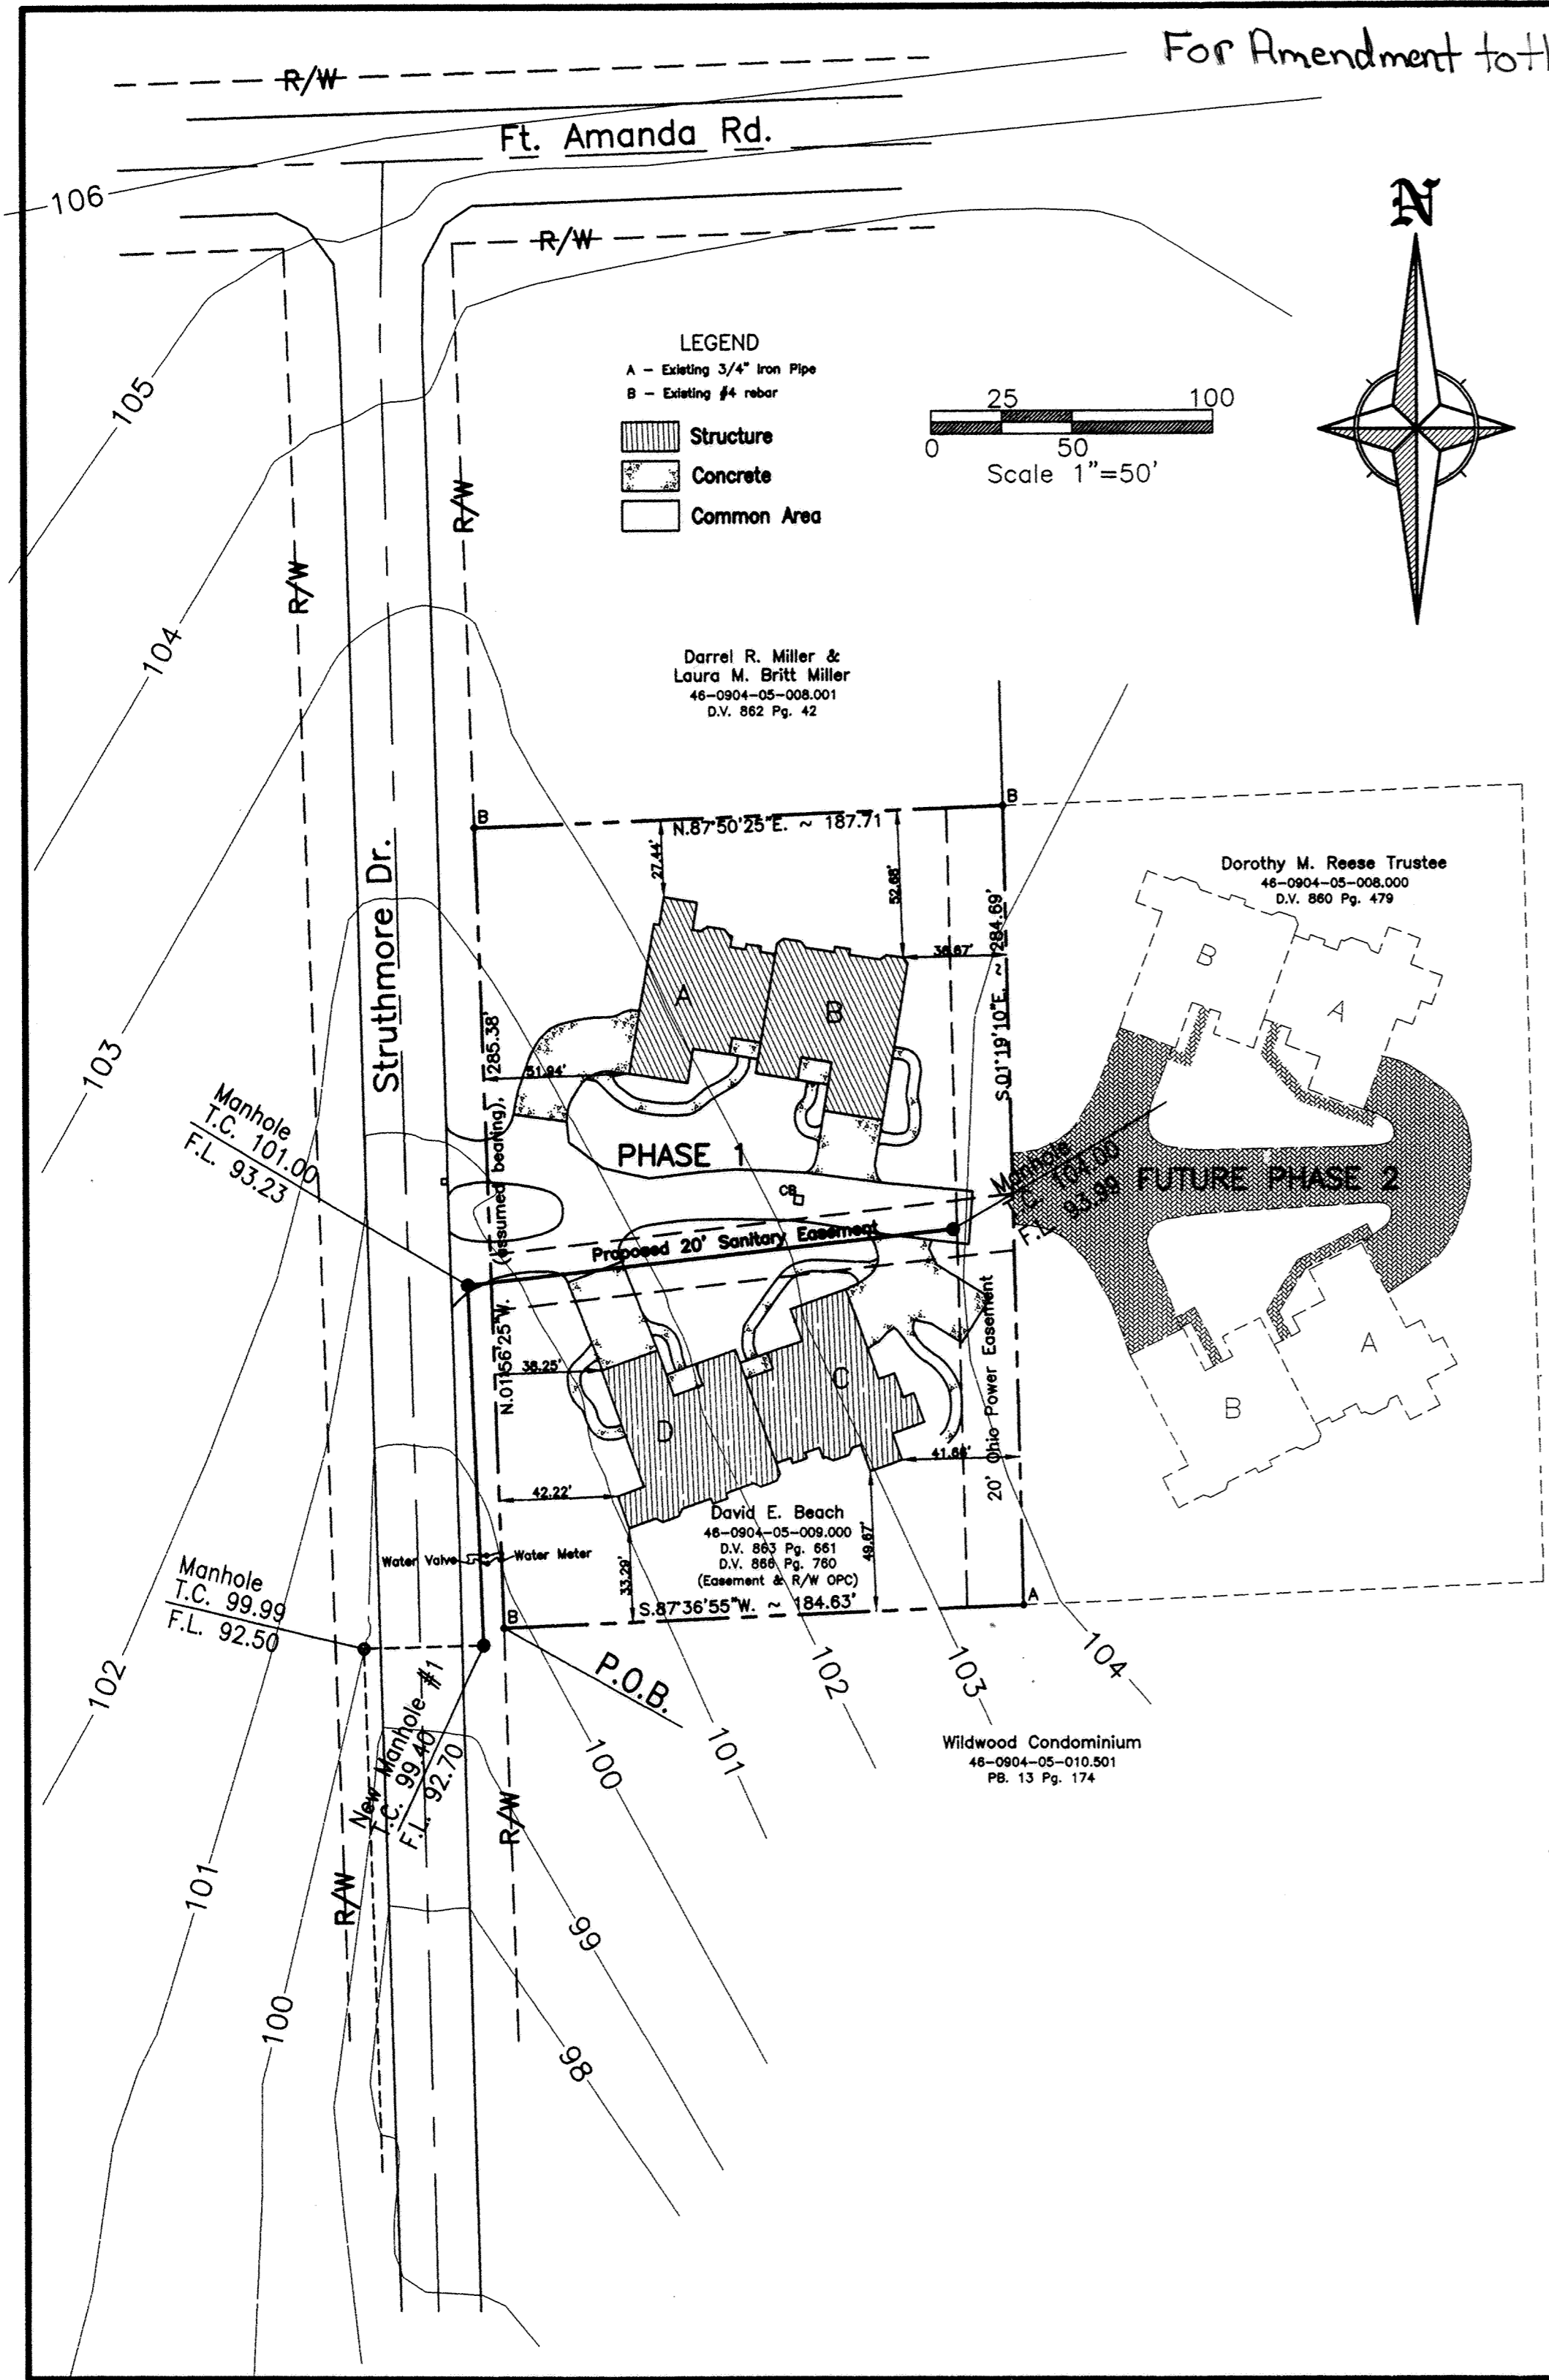 For Amendment to
R/W
Ft. Amanda Rd.
106
R/W
N
LEGEND
A - Existing 3/4" Iron Pipe
B - Existing #4 rebar
Structure
Concrete
Common Area
25 100
0 50
Scale 1"=50'
105
R/W
R/W
104
Darrel R. Miller &
Laura M. Britt Miller
46-0904-05-008.001
D.V. 862 Pg. 42
B
B
N.87°50'25"E. ~ 187.71
27.44'
52.68'
S.01°19'10"E. ~ 284.69'
Struthmore Dr.
Dorothy M. Reese Trustee
46-0904-05-008.000
D.V. 860 Pg. 479
B
A
A
B
103
51.94'
N.01°56'25"W. (assumed bearing), 285.38'
Manhole
T.C. 101.00
F.L. 93.23
PHASE 1
CB
Manhole
T.C. 104.00
F.L. 93.99
FUTURE PHASE 2
Proposed 20' Sanitary Easement
20' Ohio Power Easement
C
D
A
B
42.22'
33.29'
49.67'
David E. Beach
46-0904-05-009.000
D.V. 863 Pg. 661
D.V. 866 Pg. 760
(Easement & R/W OPC)
S.87°36'55"W. ~ 184.63'
Water Valve
Water Meter
A
B
Manhole
T.C. 99.99
F.L. 92.50
P.O.B.
New Manhole #1
T.C. 99.40
F.L. 92.70
102
100
101
102
103
104
Wildwood Condominium
46-0904-05-010.501
PB. 13 Pg. 174
R/W
R/W
101
99
100
98